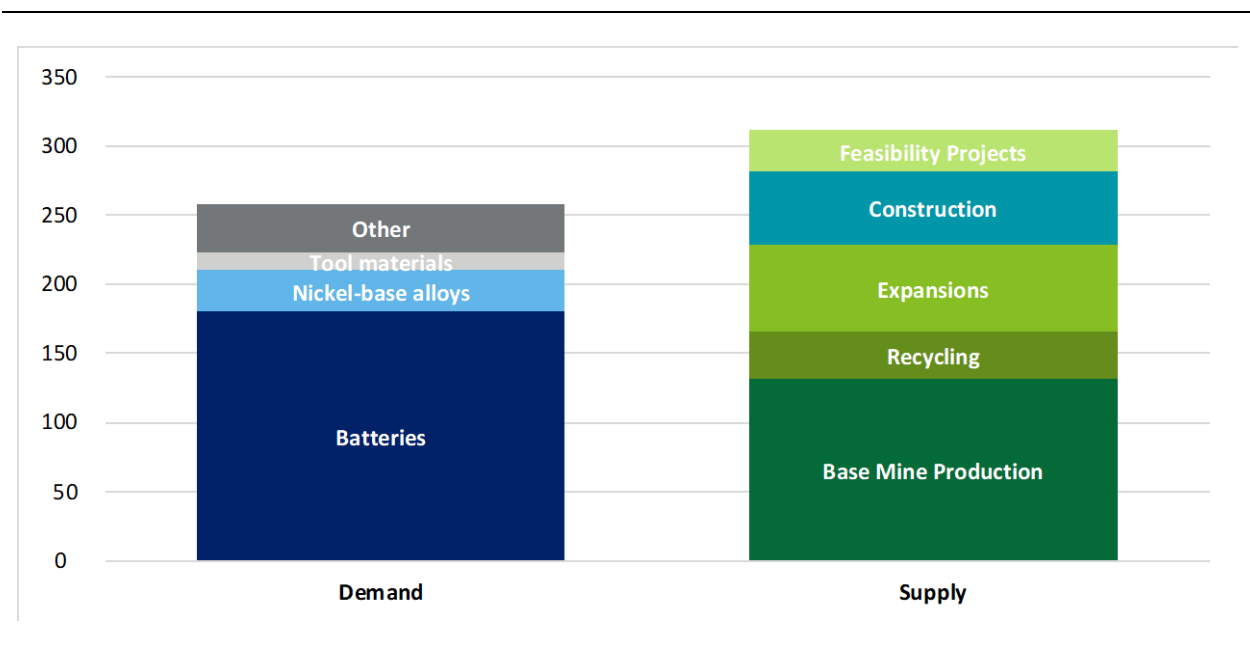 350
300
250
200
150
100
50
0
Other
Tool materials
Nickel-base alloys
Batteries
Feasibility Projects
Construction
Expansions
Recycling
Base Mine Production
Demand
Supply